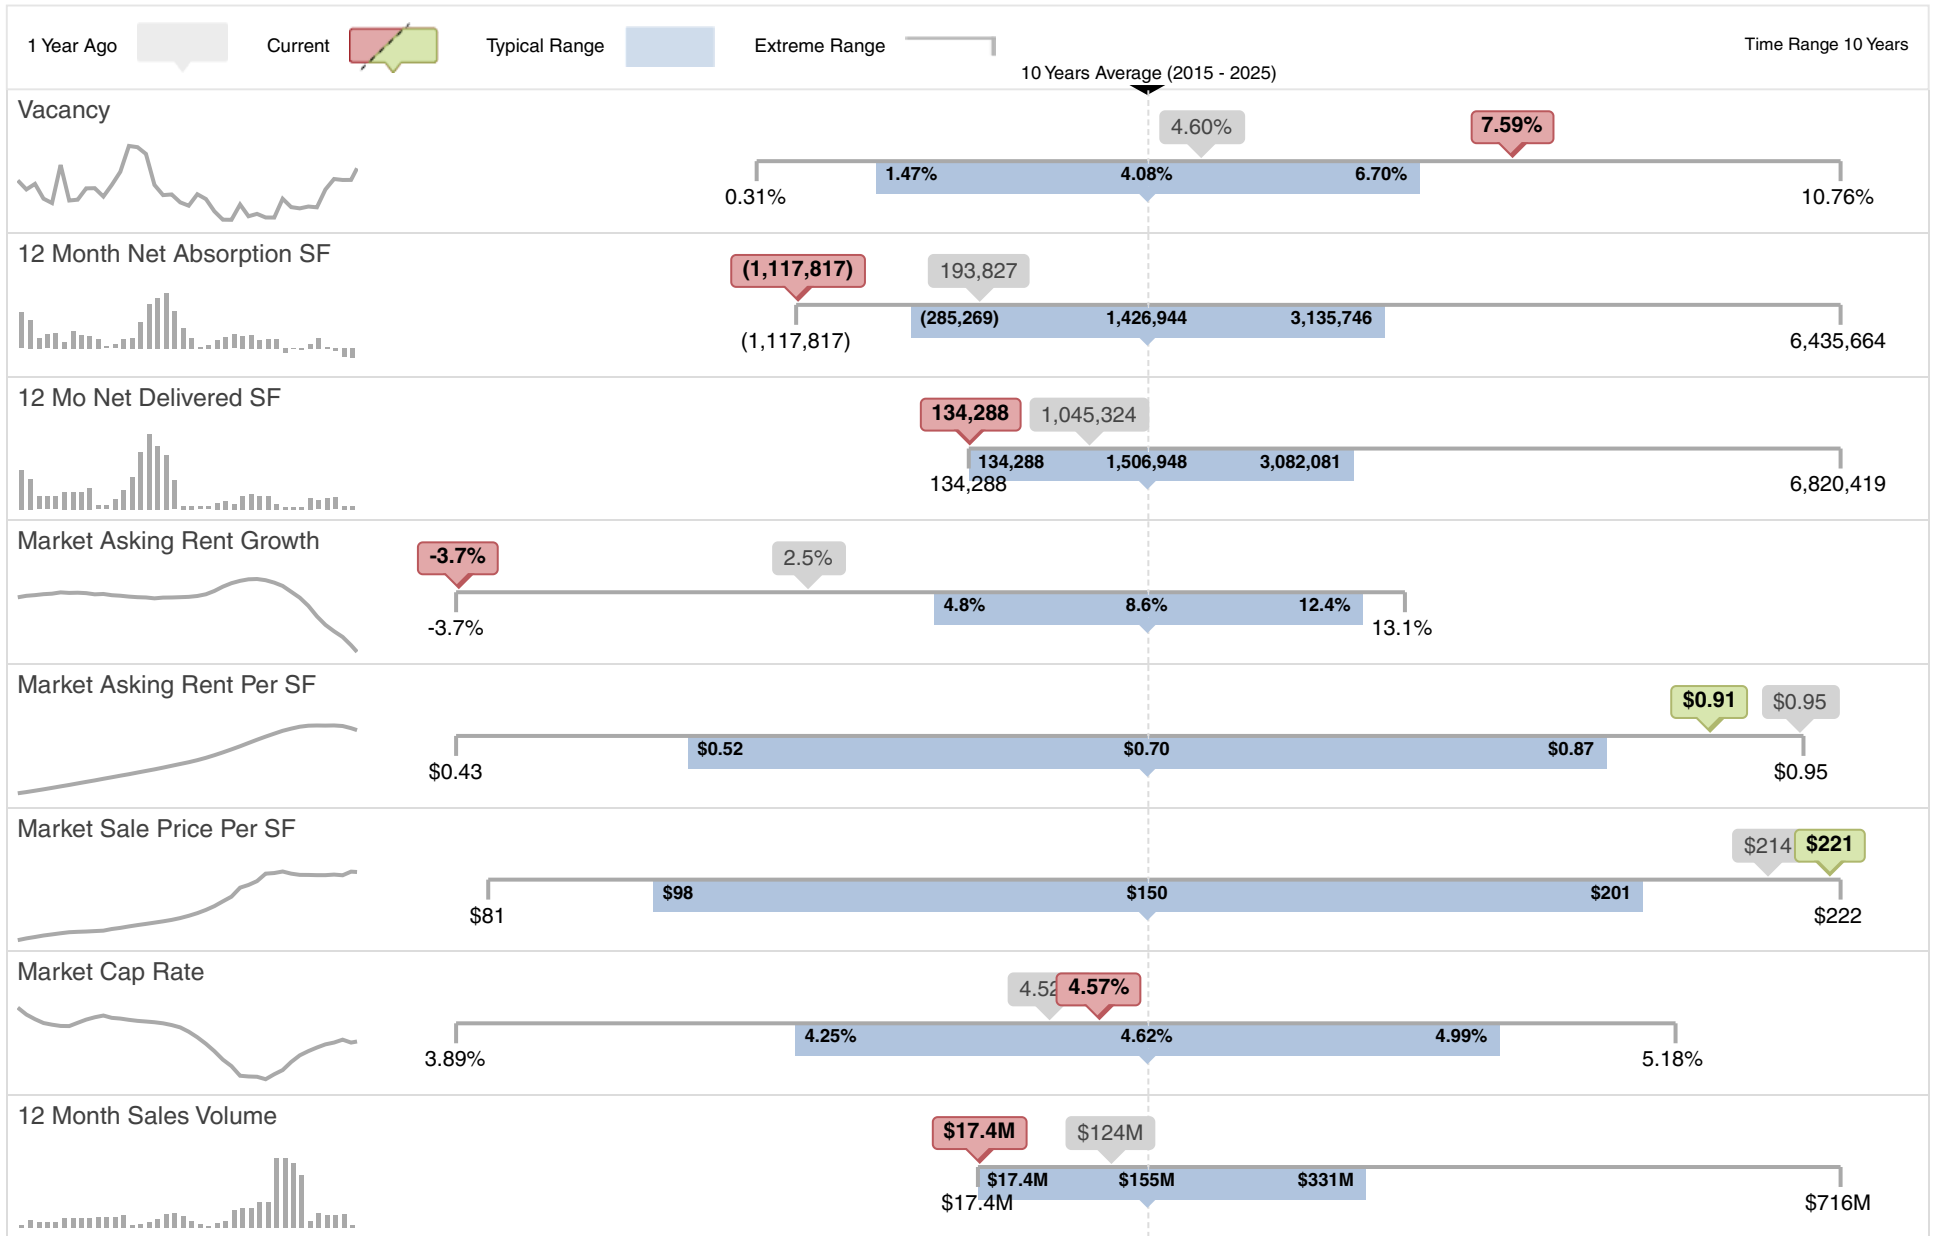 1 Year Ago Current Typical Range Extreme Range Time Range 10 Years
10 Years Average (2015 - 2025)
Vacancy
4.60% 7.59%
1.47% 4.08% 6.70%
0.31% 10.76%
12 Month Net Absorption SF
(1,117,817) 193,827
(285,269) 1,426,944 3,135,746
(1,117,817) 6,435,664
12 Mo Net Delivered SF
134,288 1,045,324
134,288 1,506,948 3,082,081
134,288 6,820,419
Market Asking Rent Growth
-3.7% 2.5%
4.8% 8.6% 12.4%
-3.7% 13.1%
Market Asking Rent Per SF
$0.91 $0.95
$0.52 $0.70 $0.87
$0.43 $0.95
Market Sale Price Per SF
$214 $221
$98 $150 $201
$81 $222
Market Cap Rate
4.52 4.57%
4.25% 4.62% 4.99%
3.89% 5.18%
12 Month Sales Volume
$17.4M $124M
$17.4M $155M $331M
$17.4M $716M